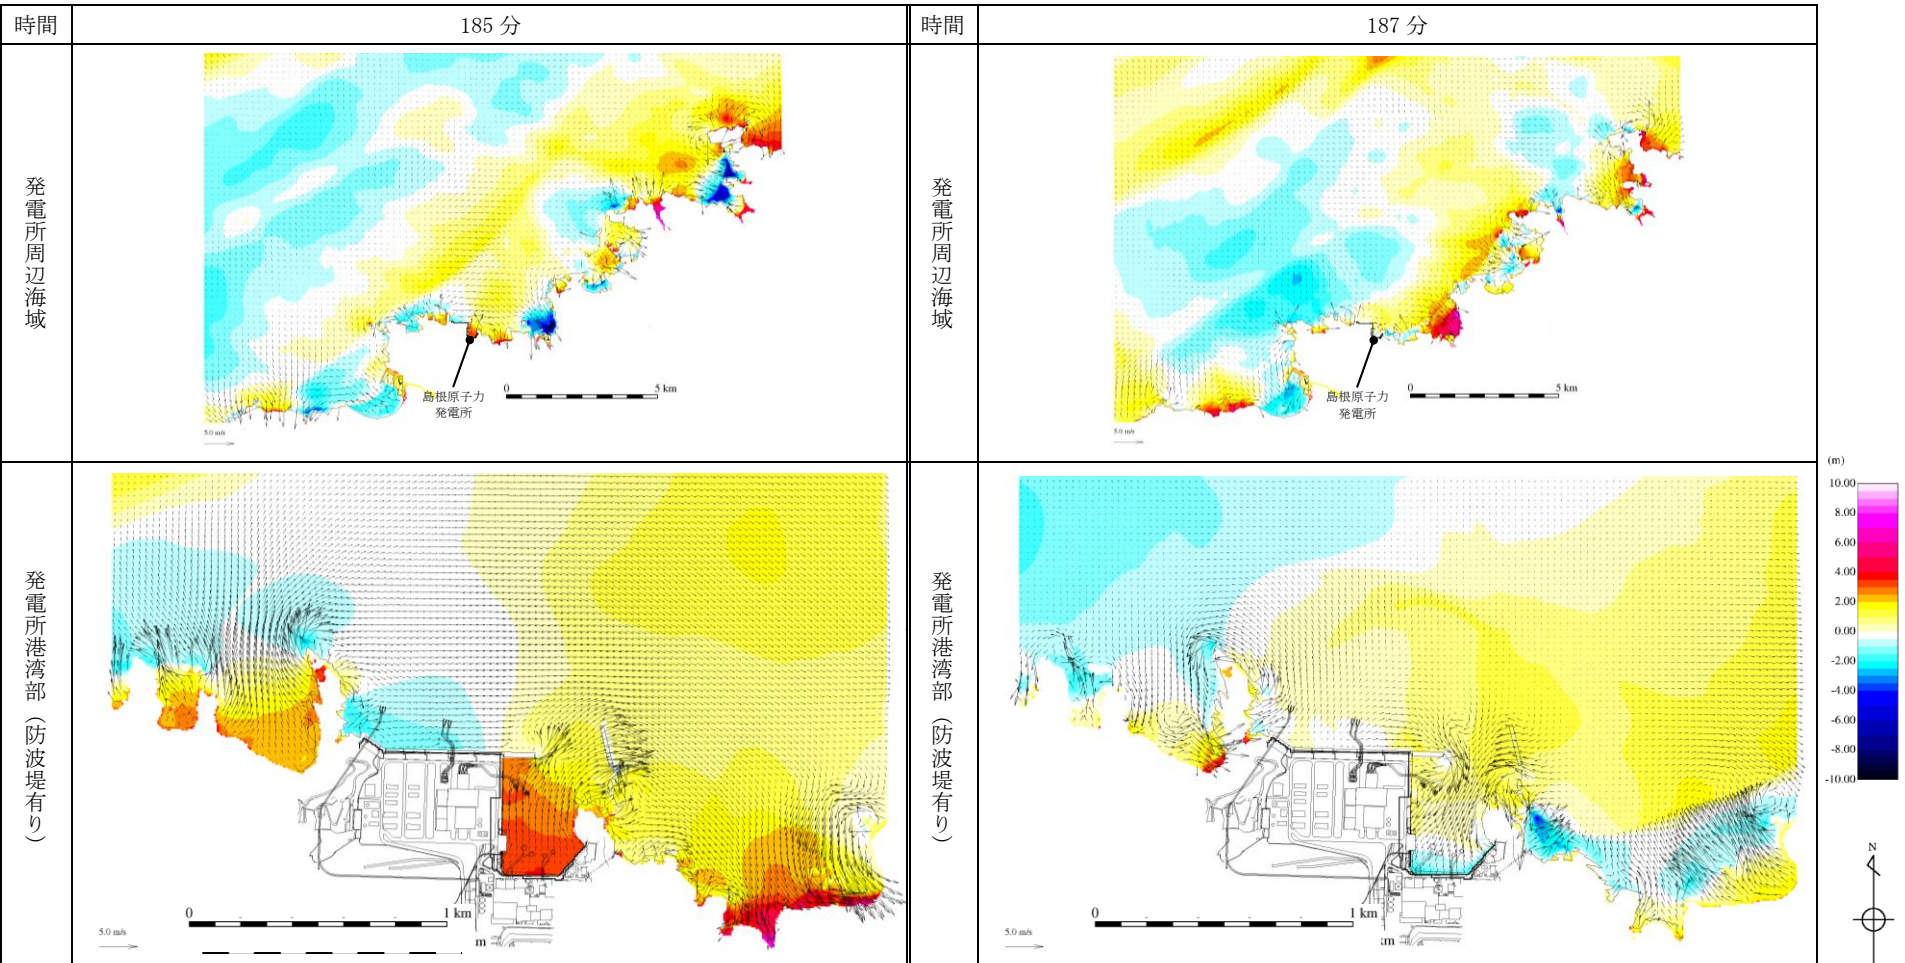 時間
185 分
時間
187 分
発電所周辺海域
島根原子力
発電所
0
5 km
5.0 m/s
発電所周辺海域
島根原子力
発電所
0
5 km
5.0 m/s
発電所港湾部（防波堤有り）
0
1 km
5.0 m/s
m
発電所港湾部（防波堤有り）
0
1 km
5.0 m/s
:m
(m)
10.00
8.00
6.00
4.00
2.00
0.00
-2.00
-4.00
-6.00
-8.00
-10.00
N